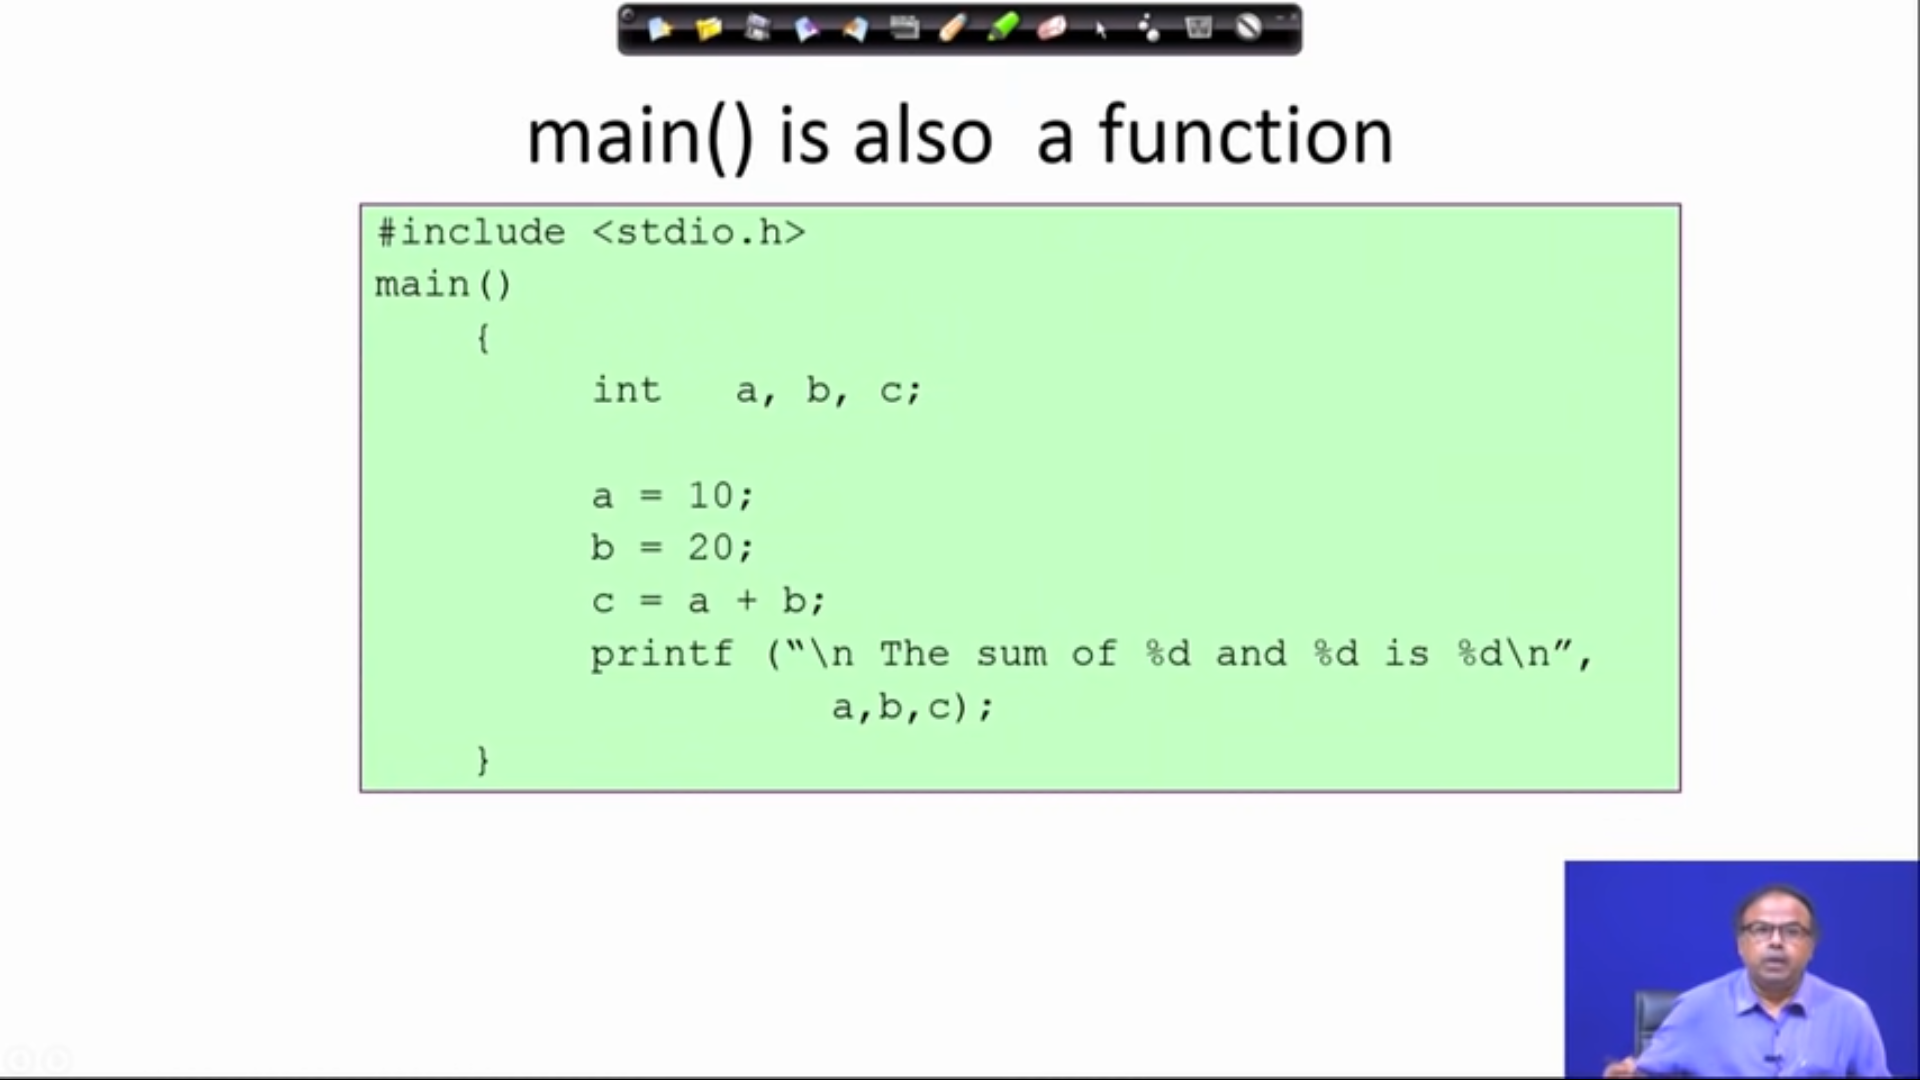 main() is also  a function
#include <stdio.h>
main()
{
int   a, b, c;
a = 10;
b = 20;
c = a + b;
printf (“\n The sum of %d and %d is %d\n”,
a,b,c);
}